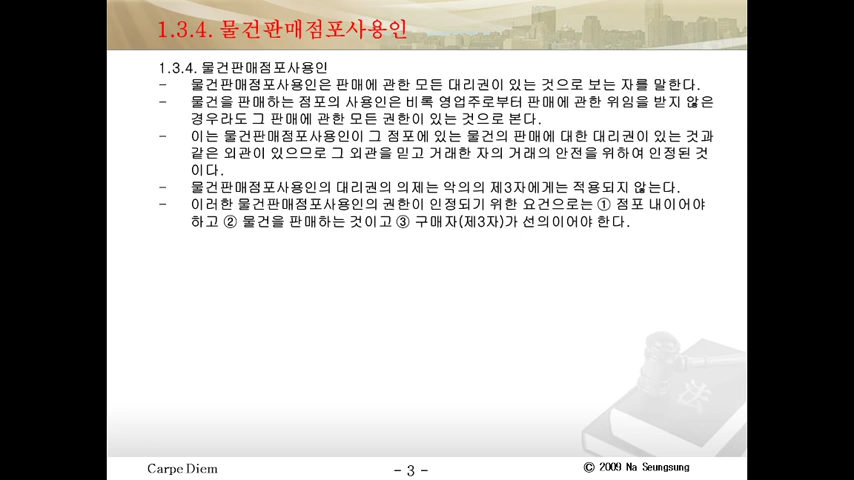 1.3.4. 물건판매점포사용인
1.3.4. 물건판매점포사용인
- 물건판매점포사용인은 판매에 관한 모든 대리권이 있는 것으로 보는 자를 말한다.
- 물건을 판매하는 점포의 사용인은 비록 영업주로부터 판매에 관한 위임을 받지 않은
경우라도 그 판매에 관한 모든 권한이 있는 것으로 본다.
- 이는 물건판매점포사용인이 그 점포에 있는 물건의 판매에 대한 대리권이 있는 것과
같은 외관이 있으므로 그 외관을 믿고 거래한 자의 거래의 안전을 위하여 인정된 것
이다.
- 물건판매점포사용인의 대리권의 의제는 악의의 제3자에게는 적용되지 않는다.
- 이러한 물건판매점포사용인의 권한이 인정되기 위한 요건으로는 ① 점포 내이어야
하고 ② 물건을 판매하는 것이고 ③ 구매자(제3자)가 선의이어야 한다.
法
Carpe Diem
- 3 -
© 2009 Na Seungsung